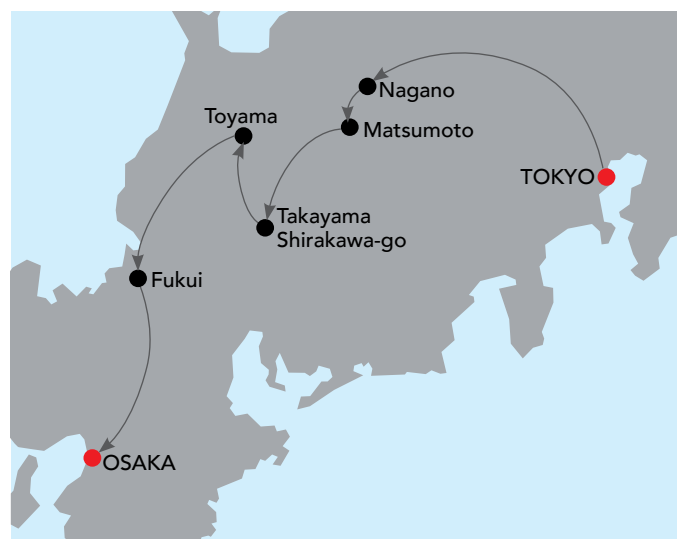 Nagano
Toyama
Matsumoto
TOKYO
Takayama
Shirakawa-go
Fukui
OSAKA